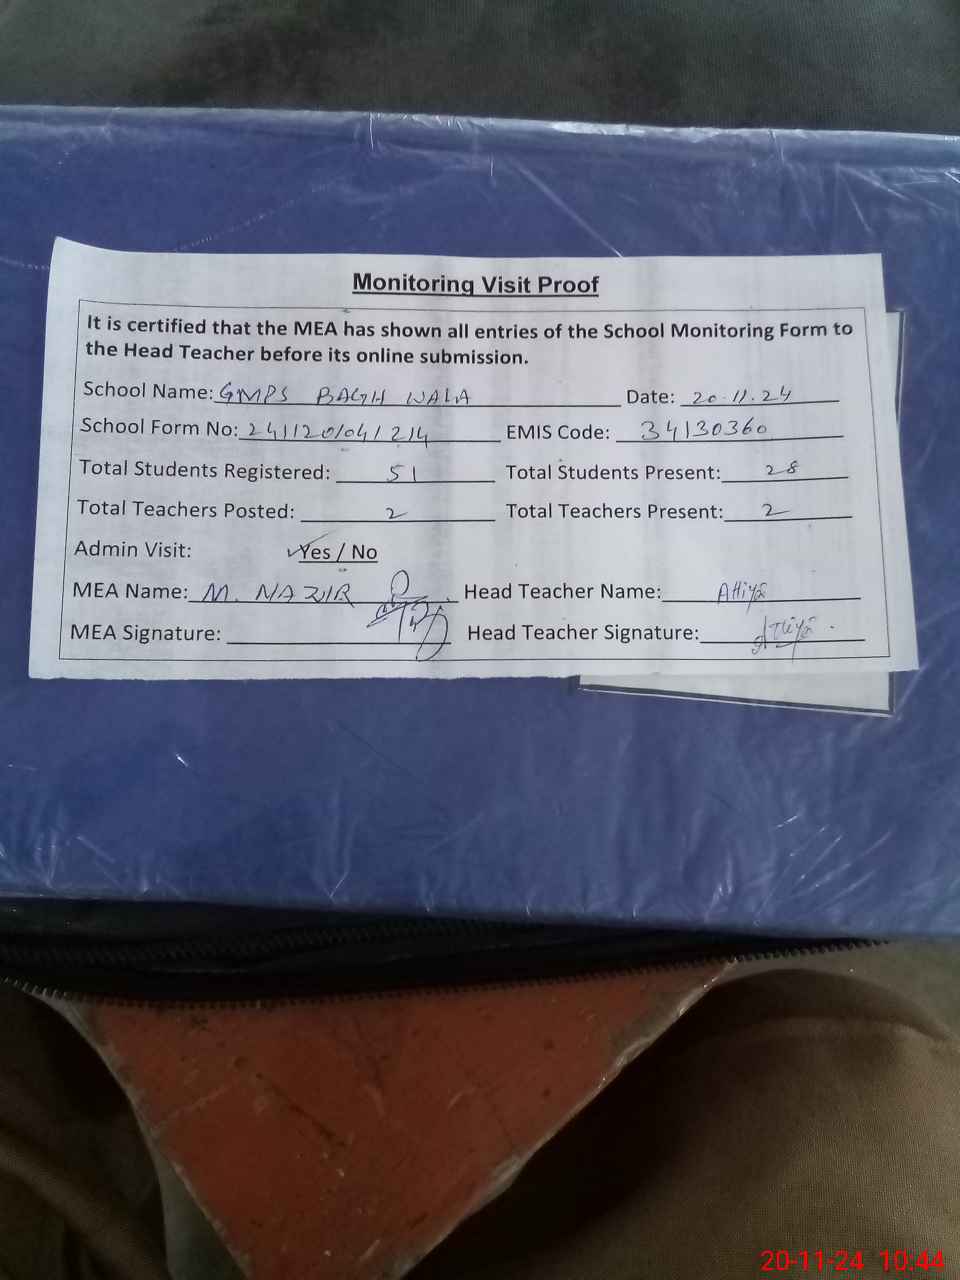 Monitoring Visit Proof
It is certified that the MEA has shown all entries of the School Monitoring Form to
the Head Teacher before its online submission.
School Name: GMPS BAGH WALA Date: 20.11.24
School Form No: 241120/041214 EMIS Code: 34130360
Total Students Registered: 51 Total Students Present: 28
Total Teachers Posted: 2 Total Teachers Present: 2
Admin Visit: ✓Yes / No
MEA Name: M. NAZIR Head Teacher Name: Attiya
MEA Signature: Head Teacher Signature: Attiya
20-11-24 10:44